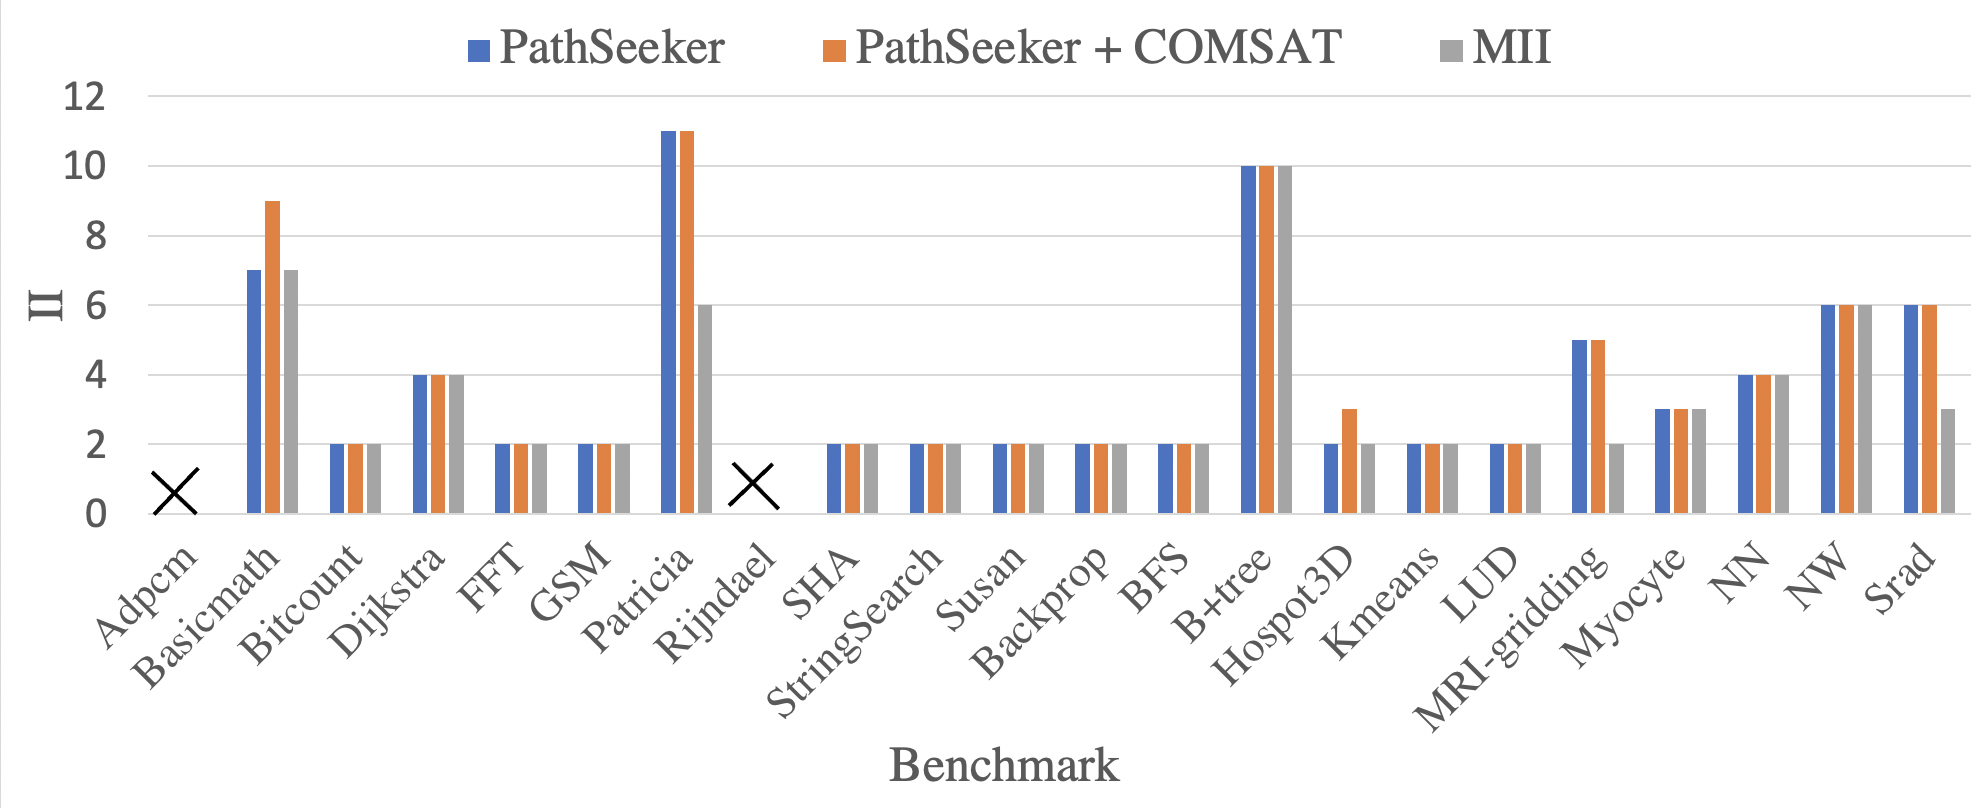 PathSeeker PathSeeker + COMSAT MII
12
10
8
6
4
2
0
II
Adpcm
Basicmath
Bitcount
Dijkstra
FFT
GSM
Patricia
Rijndael
SHA
StringSearch
Susan
Backprop
BFS
B+tree
Hospot3D
Kmeans
LUD
MRI-gridding
Myocyte
NN
NW
Srad
Benchmark